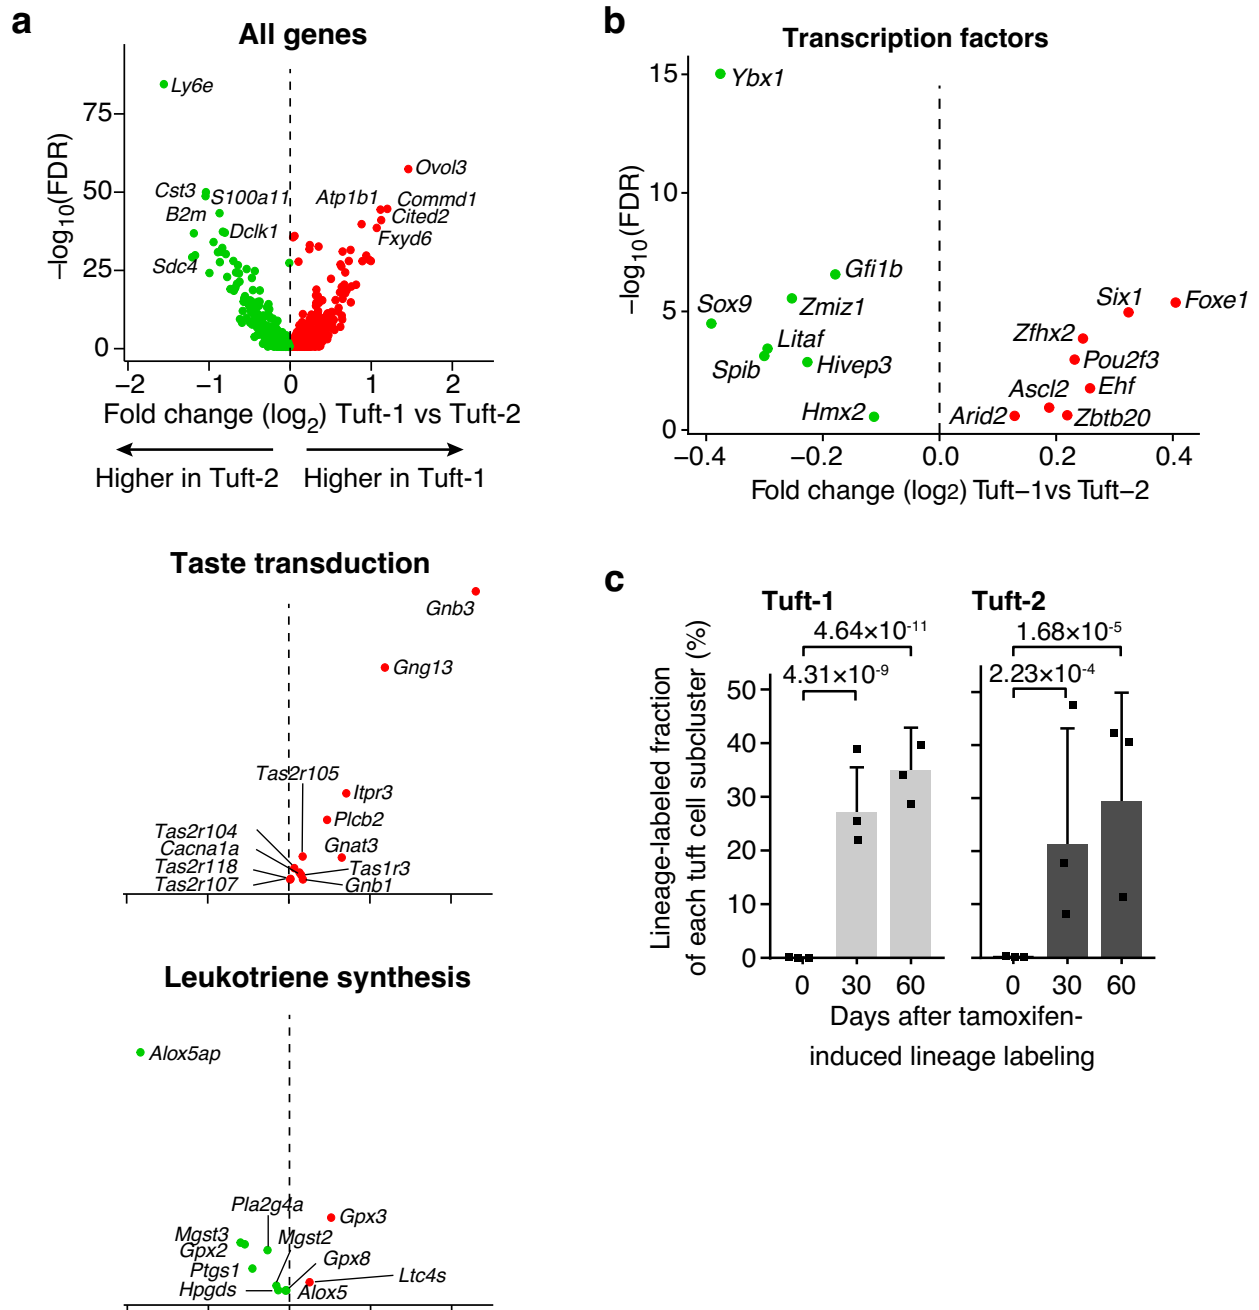 a
All genes
−log10(FDR)
75
50
25
0
Ly6e
Cst3
S100a11
B2m
Dclk1
Sdc4
Ovol3
Atp1b1
Commd1
Cited2
Fxyd6
−2
−1
0
1
2
Fold change (log2) Tuft-1 vs Tuft-2
Higher in Tuft-2
Higher in Tuft-1
Taste transduction
Gnb3
Gng13
Tas2r105
Itpr3
Plcb2
Tas2r104
Gnat3
Cacna1a
Tas1r3
Tas2r118
Gnb1
Tas2r107
Leukotriene synthesis
Alox5ap
Pla2g4a
Gpx3
Mgst3
Mgst2
Gpx2
Gpx8
Ptgs1
Ltc4s
Hpgds
Alox5
b
Transcription factors
−log10(FDR)
15
10
5
0
Ybx1
Gfi1b
Zmiz1
Sox9
Litaf
Spib
Hivep3
Hmx2
Six1
Foxe1
Zfhx2
Pou2f3
Ascl2
Ehf
Arid2
Zbtb20
−0.4
−0.2
0.0
0.2
0.4
Fold change (log2) Tuft−1vs Tuft−2
c
Lineage-labeled fraction
of each tuft cell subcluster (%)
Tuft-1
4.64×10-11
4.31×10-9
50
40
30
20
10
0
0
30
60
Tuft-2
1.68×10-5
2.23×10-4
0
30
60
Days after tamoxifen-
induced lineage labeling